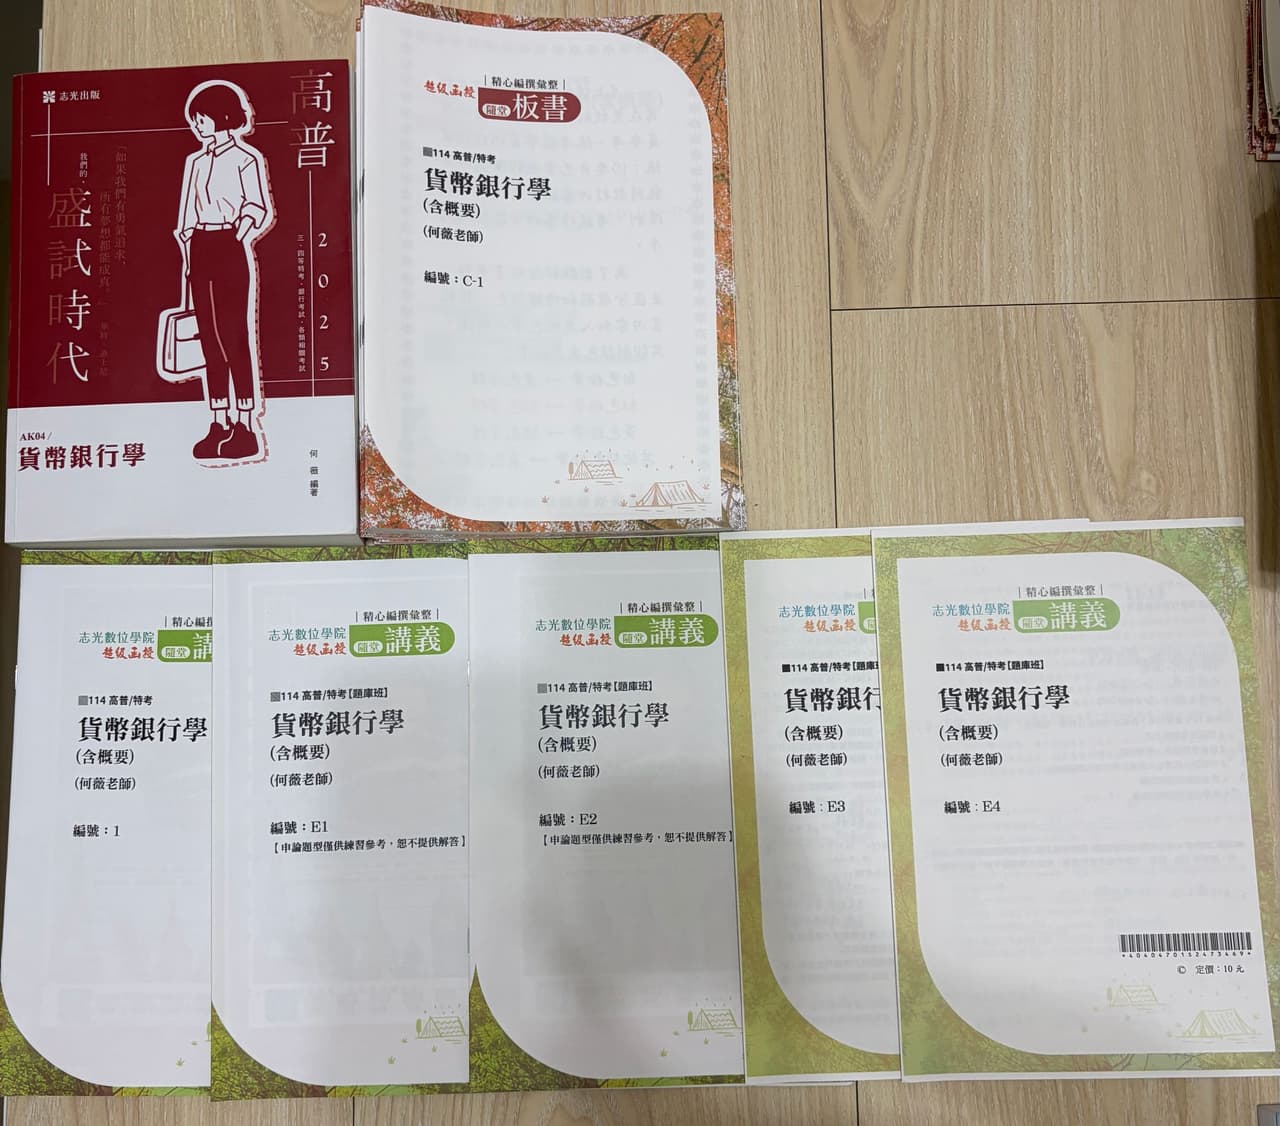 志光出版
高普
2025
三、四等特考・銀行考試・各類相關考試
「如果我們有勇氣追求,
所有夢想都能成真。」
華特・迪士尼
我們的・
盛試時代
AK04 /
貨幣銀行學
何 薇 編著
| 精心編撰彙整 |
超級函授 隨堂 板書
■114 高普/特考
貨幣銀行學
(含概要)
(何薇老師)
編號:C-1
| 精心編撰
志光數位學院
超級函授 隨堂 講
■114 高普/特考
貨幣銀行學
(含概要)
(何薇老師)
編號:1
| 精心編撰彙整 |
志光數位學院
超級函授 隨堂 講義
■114 高普/特考【題庫班】
貨幣銀行學
(含概要)
(何薇老師)
編號:E1
【申論題型僅供練習參考,恕不提供解答】
| 精心編撰彙整 |
志光數位學院
超級函授 隨堂 講義
■114 高普/特考【題庫班】
貨幣銀行學
(含概要)
(何薇老師)
編號:E2
【申論題型僅供練習參考,恕不提供解答】
志光數位學院
超級函授 隨
■114 高普/特考【題庫
貨幣銀行
(含概要)
(何薇老師)
編號:E3
| 精心編撰彙整 |
志光數位學院
超級函授 隨堂 講義
■114 高普/特考【題庫班】
貨幣銀行學
(含概要)
(何薇老師)
編號:E4
*4040470152473469*
© 定價:10 元